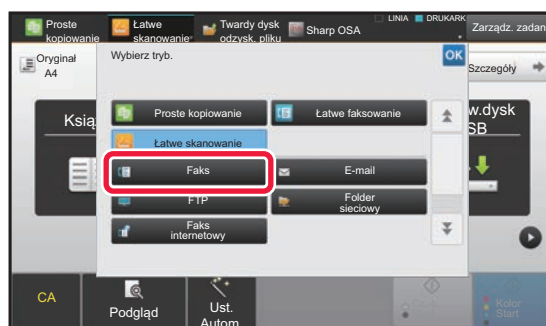 Proste
kopiowanie
Łatwe
skanowanie
Twardy dysk
odzysk. pliku
Sharp OSA
LINIA
DRUKARK
Zarządz. zadan
Oryginał
A4
Wybierz tryb.
OK
Szczegóły
Ksią
w.dysk
SB
Proste kopiowanie
Łatwe faksowanie
Łatwe skanowanie
Faks
E-mail
FTP
Folder
sieciowy
Faks
internetowy
CA
Podgląd
Ust.
Autom.
Kolor
Start